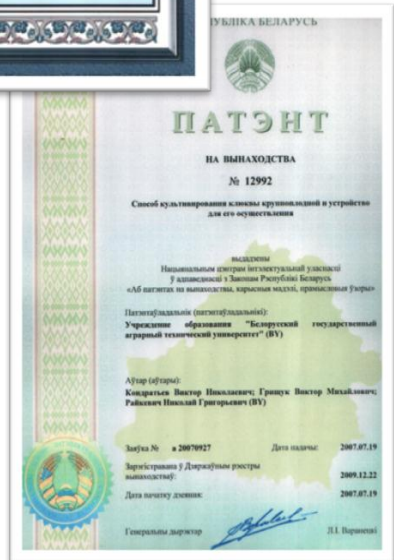 РЭСПУБЛІКА БЕЛАРУСЬ
ПАТЭНТ
НА ВЫНАХОДСТВА
№ 12992
Способ культивирования клюквы крупноплодной и устройство
для его осуществления
выдадзены
Нацыянальным цэнтрам інтэлектуальнай уласнасці
ў адпаведнасці з Законам Рэспублікі Беларусь
«Аб патэнтах на вынаходствы, карысныя мадэлі, прамысловыя ўзоры»
Патэнтаўладальнік (патэнтаўладальнікі):
Учреждение образования "Белорусский государственный
аграрный технический университет" (BY)
Аўтар (аўтары):
Кондратьев Виктор Николаевич; Грищук Виктор Михайлович;
Райкевич Николай Григорьевич (BY)
Заяўка № a 20070927 Дата падачы: 2007.07.19
Зарэгістравана ў Дзяржаўным рэестры
вынаходстваў: 2009.12.22
Дата пачатку дзеяння: 2007.07.19
Генеральны дырэктар Л.І. Варанецкі